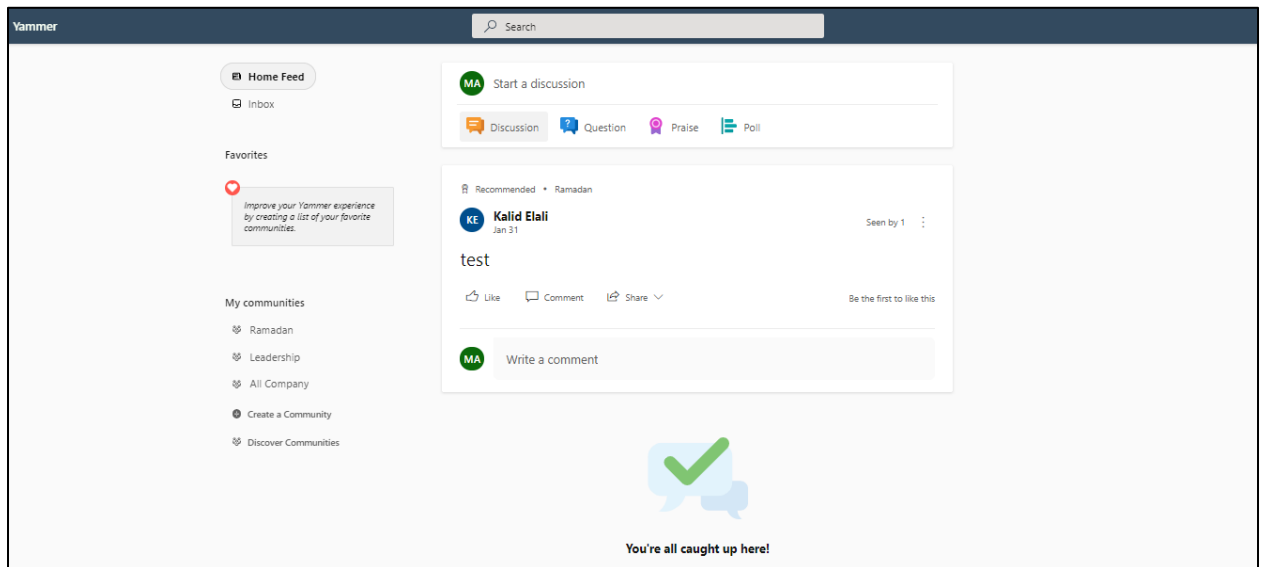 Yammer
Search
Home Feed
Inbox
Favorites
Improve your Yammer experience
by creating a list of your favorite
communities.
My communities
Ramadan
Leadership
All Company
Create a Community
Discover Communities
MA Start a discussion
Discussion Question Praise Poll
Recommended • Ramadan
KE Kalid Elali
Jan 31
Seen by 1
test
Like Comment Share
Be the first to like this
MA Write a comment
You're all caught up here!